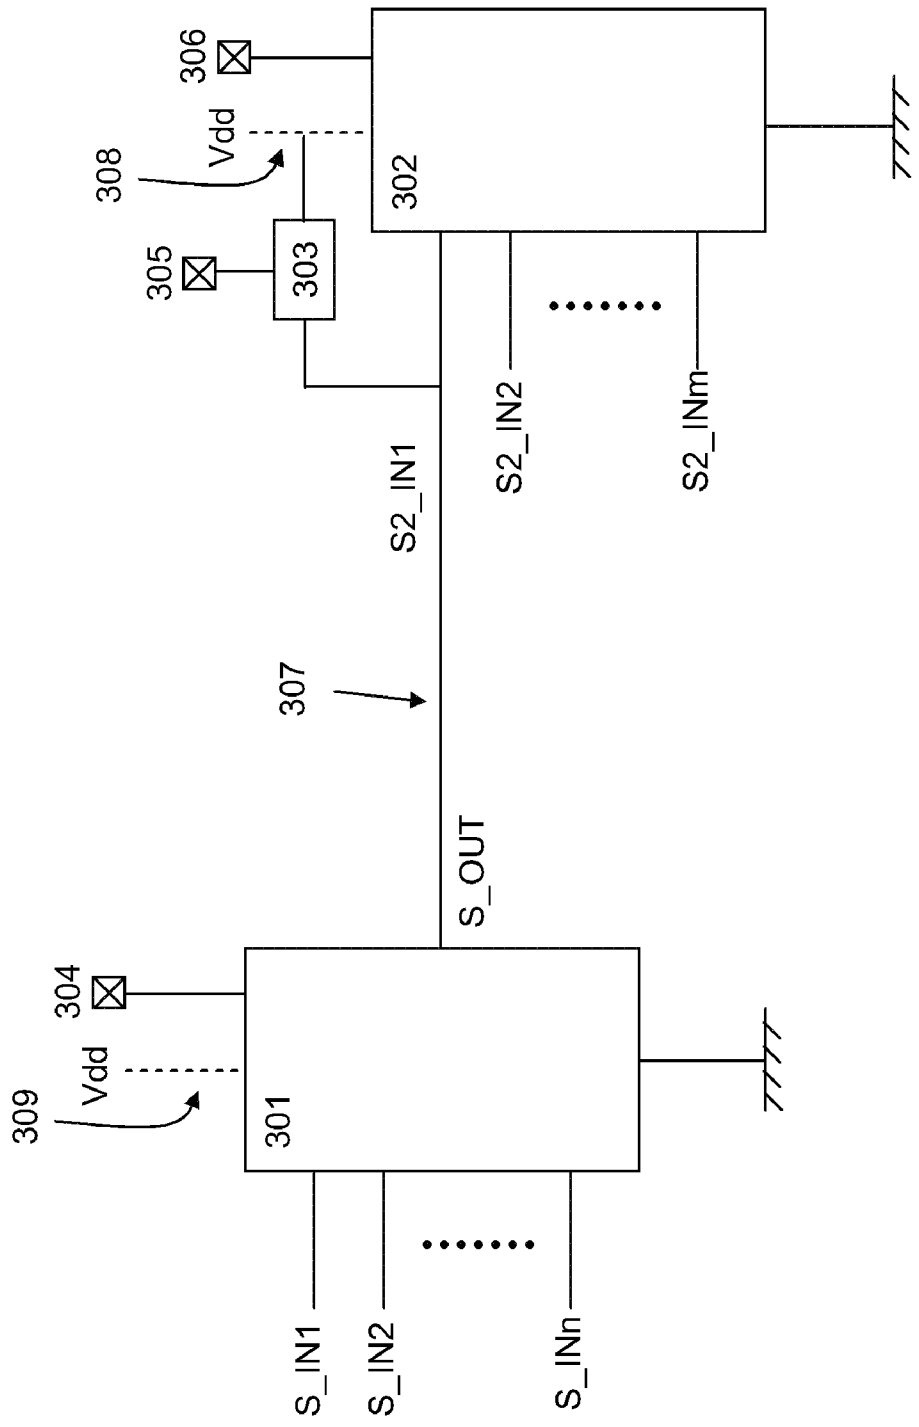 309
Vdd
304
301
S_IN1
S_IN2
S_INn
S_OUT
307
S2_IN1
305
303
308
Vdd
306
302
S2_IN2
S2_INm